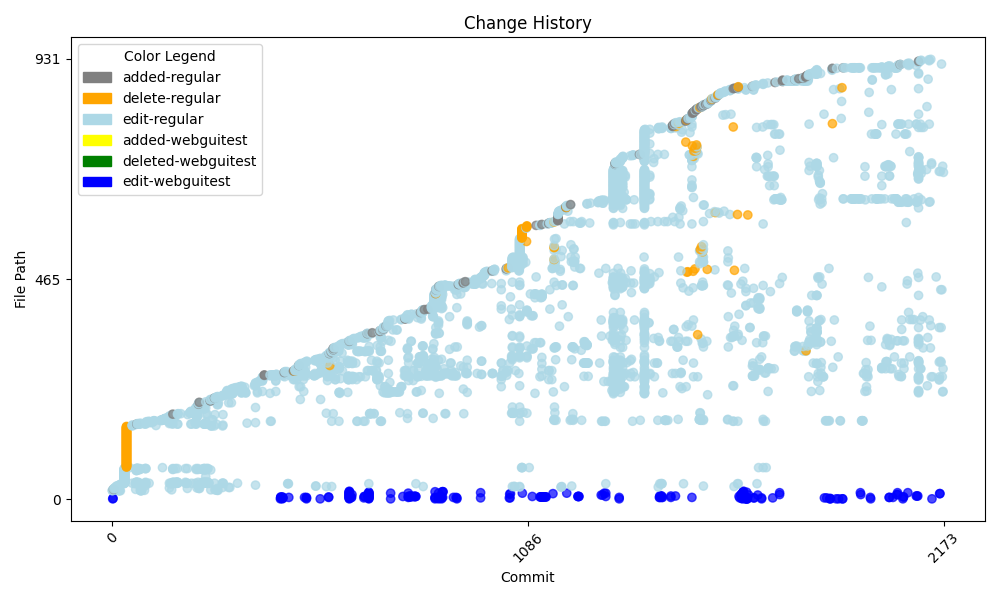 Change History
Color Legend
added-regular
delete-regular
edit-regular
added-webguitest
deleted-webguitest
edit-webguitest
File Path
931
465
0
0
1086
2173
Commit